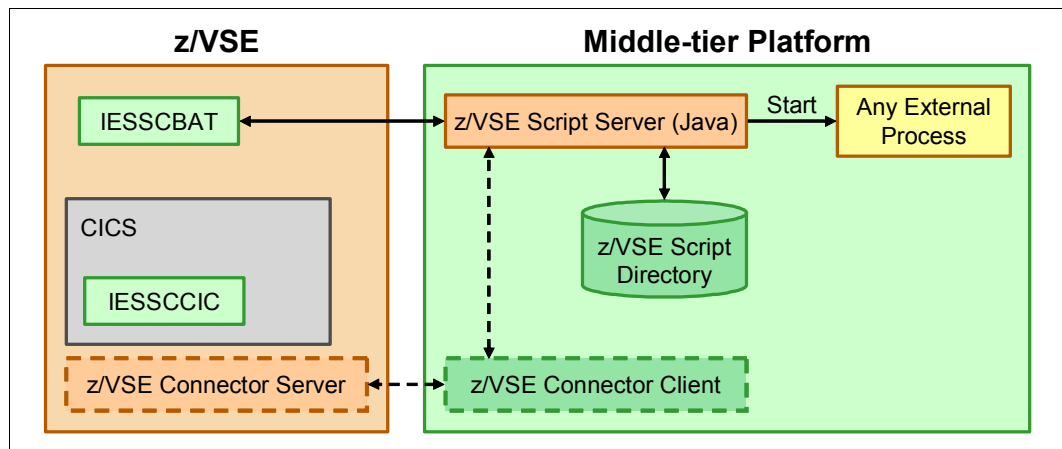 z/VSE
Middle-tier Platform
IESSCBAT
z/VSE Script Server (Java)
Start
Any External
Process
CICS
IESSCCIC
z/VSE Script
Directory
z/VSE Connector Server
z/VSE Connector Client